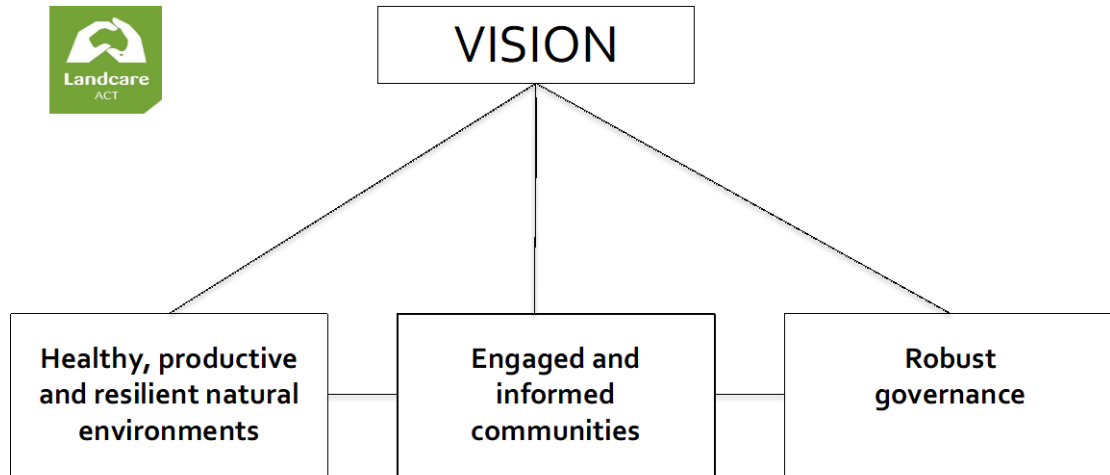 Landcare
ACT
VISION
Healthy, productive
and resilient natural
environments
Engaged and
informed
communities
Robust
governance